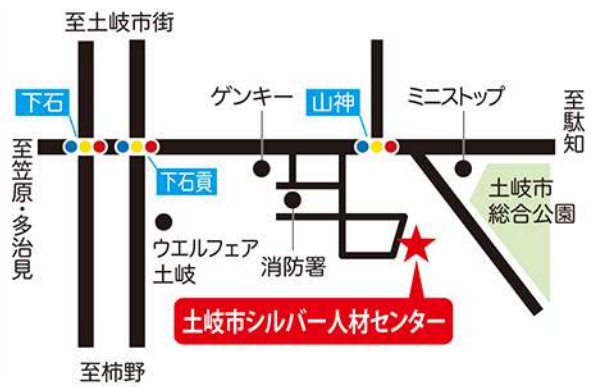 至土岐市街
下石
ゲンキー
山神
ミニストップ
至駄知
至笠原・多治見
下石貢
土岐市
総合公園
ウエルフェア
土岐
消防署
土岐市シルバー人材センター
至柿野